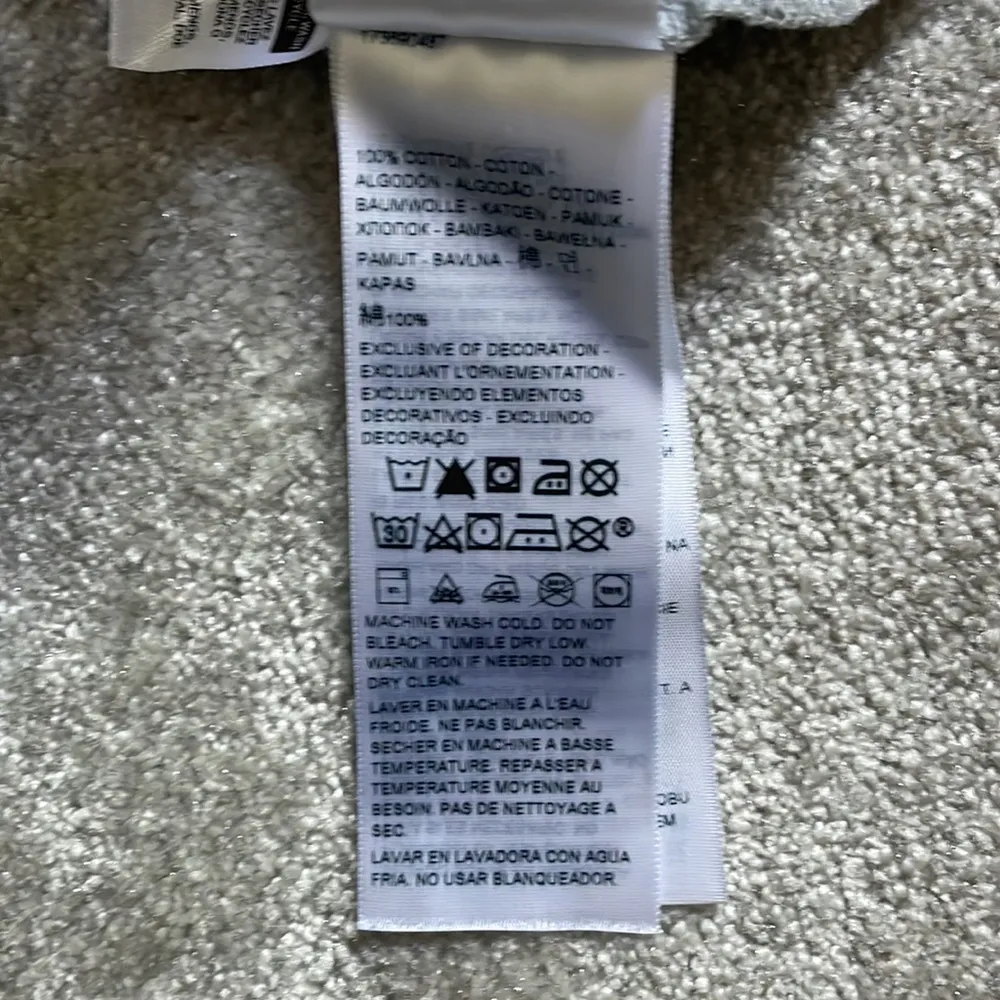 100% COTTON - COTON -
ALGODÓN - ALGODÃO - COTONE -
BAUMWOLLE - KATOEN - PAMUK -
ХЛОПОК - BAMBAKI - BAWEŁNA -
PAMUT - BAVLNA - 棉 - 면 -
KAPAS
棉100%
EXCLUSIVE OF DECORATION -
EXCLUANT L'ORNEMENTATION -
EXCLUYENDO ELEMENTOS
DECORATIVOS - EXCLUINDO
DECORAÇÃO
30 ®
MACHINE WASH COLD. DO NOT
BLEACH. TUMBLE DRY LOW.
WARM IRON IF NEEDED. DO NOT
DRY CLEAN.
LAVER EN MACHINE A L'EAU
FROIDE. NE PAS BLANCHIR.
SECHER EN MACHINE A BASSE
TEMPERATURE. REPASSER A
TEMPERATURE MOYENNE AU
BESOIN. PAS DE NETTOYAGE A
SEC.
LAVAR EN LAVADORA CON AGUA
FRIA. NO USAR BLANQUEADOR.